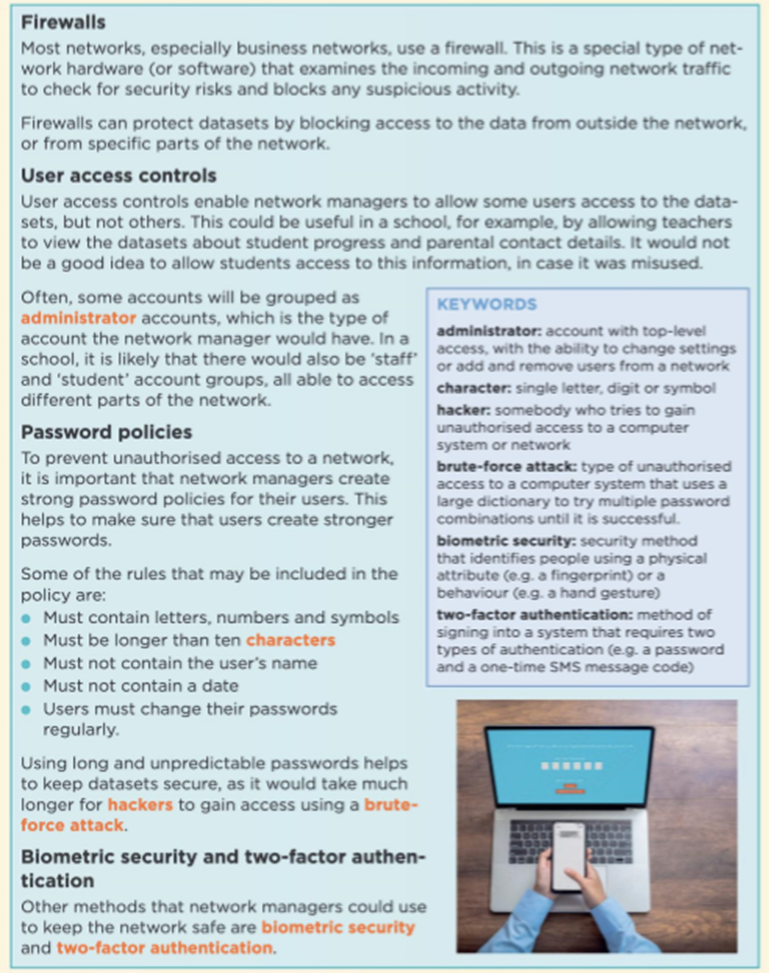 Firewalls
Most networks, especially business networks, use a firewall. This is a special type of net-
work hardware (or software) that examines the incoming and outgoing network traffic
to check for security risks and blocks any suspicious activity.
Firewalls can protect datasets by blocking access to the data from outside the network,
or from specific parts of the network.
User access controls
User access controls enable network managers to allow some users access to the data-
sets, but not others. This could be useful in a school, for example, by allowing teachers
to view the datasets about student progress and parental contact details. It would not
be a good idea to allow students access to this information, in case it was misused.
Often, some accounts will be grouped as
administrator accounts, which is the type of
account the network manager would have. In a
school, it is likely that there would also be 'staff'
and 'student' account groups, all able to access
different parts of the network.
Password policies
To prevent unauthorised access to a network,
it is important that network managers create
strong password policies for their users. This
helps to make sure that users create stronger
passwords.
Some of the rules that may be included in the
policy are:
• Must contain letters, numbers and symbols
• Must be longer than ten characters
• Must not contain the user's name
• Must not contain a date
• Users must change their passwords
regularly.
Using long and unpredictable passwords helps
to keep datasets secure, as it would take much
longer for hackers to gain access using a brute-
force attack.
Biometric security and two-factor authen-
tication
Other methods that network managers could use
to keep the network safe are biometric security
and two-factor authentication.
KEYWORDS
administrator: account with top-level
access, with the ability to change settings
or add and remove users from a network
character: single letter, digit or symbol
hacker: somebody who tries to gain
unauthorised access to a computer
system or network
brute-force attack: type of unauthorised
access to a computer system that uses a
large dictionary to try multiple password
combinations until it is successful.
biometric security: security method
that identifies people using a physical
attribute (e.g. a fingerprint) or a
behaviour (e.g. a hand gesture)
two-factor authentication: method of
signing into a system that requires two
types of authentication (e.g. a password
and a one-time SMS message code)